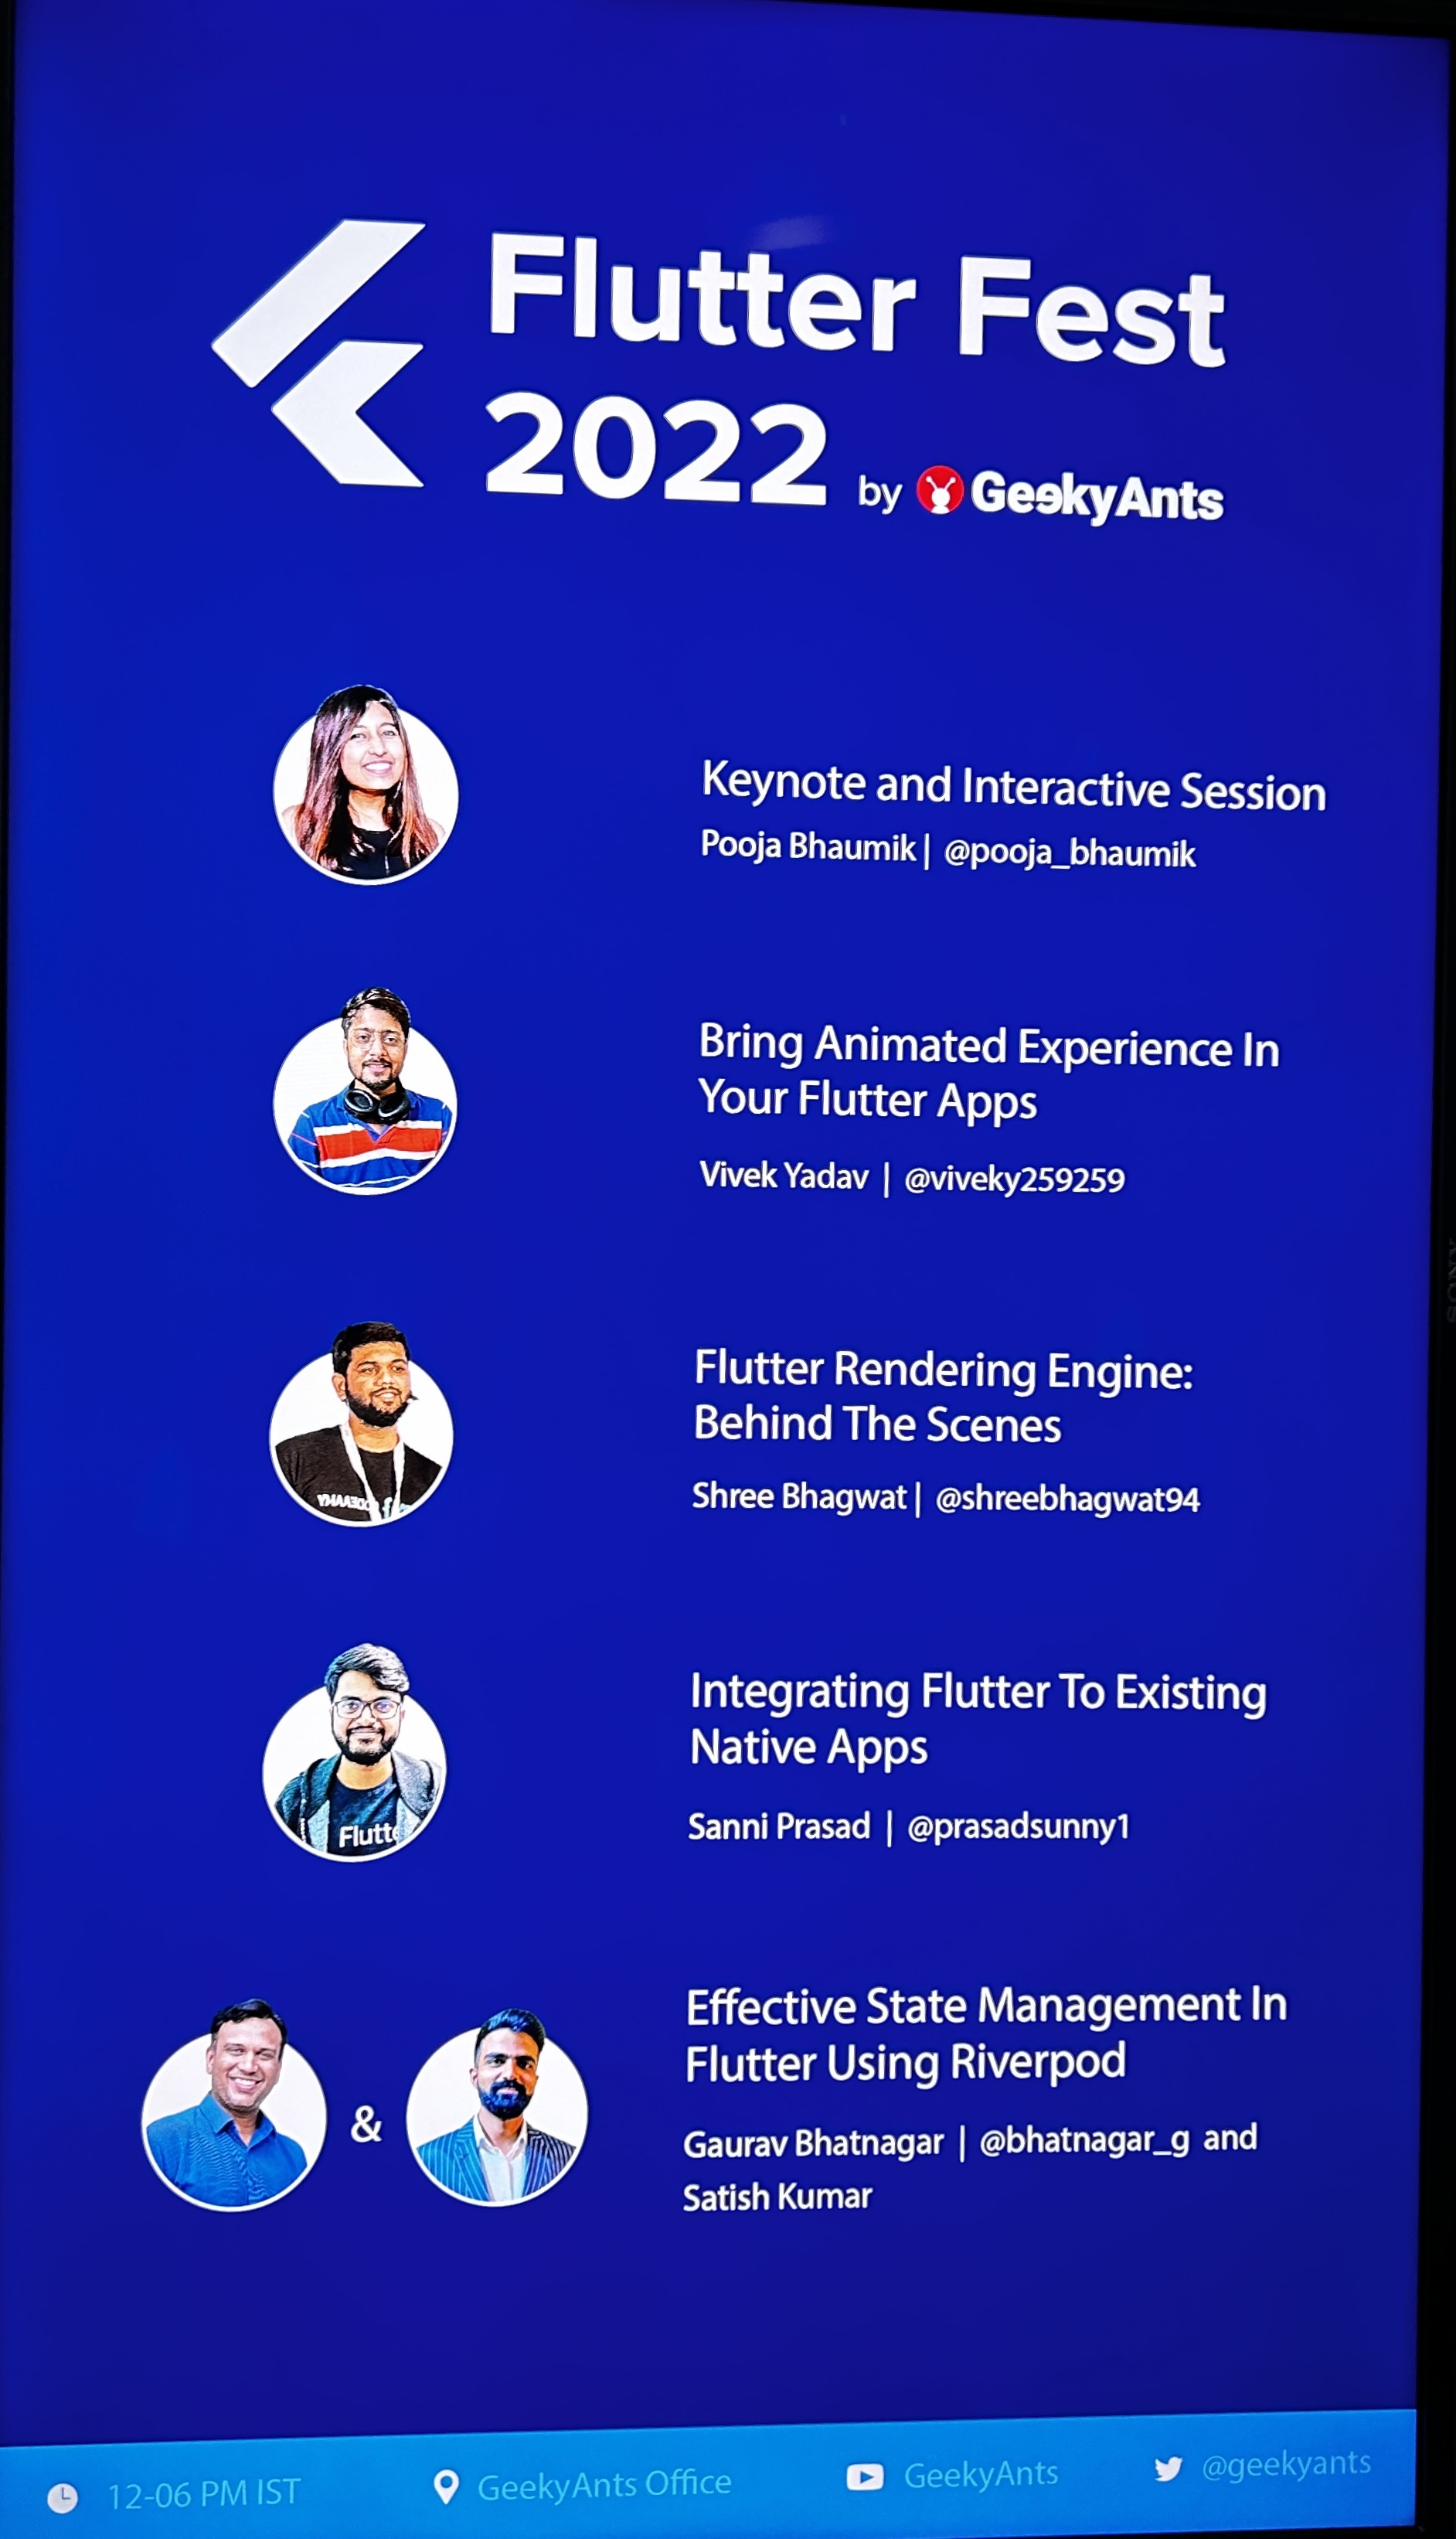 Flutter Fest
2022 by GeekyAnts
Keynote and Interactive Session
Pooja Bhaumik | @pooja_bhaumik
Bring Animated Experience In
Your Flutter Apps
Vivek Yadav | @viveky259259
Flutter Rendering Engine:
Behind The Scenes
Shree Bhagwat | @shreebhagwat94
Integrating Flutter To Existing
Native Apps
Flutte
Sanni Prasad | @prasadsunny1
Effective State Management In
Flutter Using Riverpod
&
Gaurav Bhatnagar | @bhatnagar_g and
Satish Kumar
12-06 PM IST GeekyAnts Office GeekyAnts @geekyants